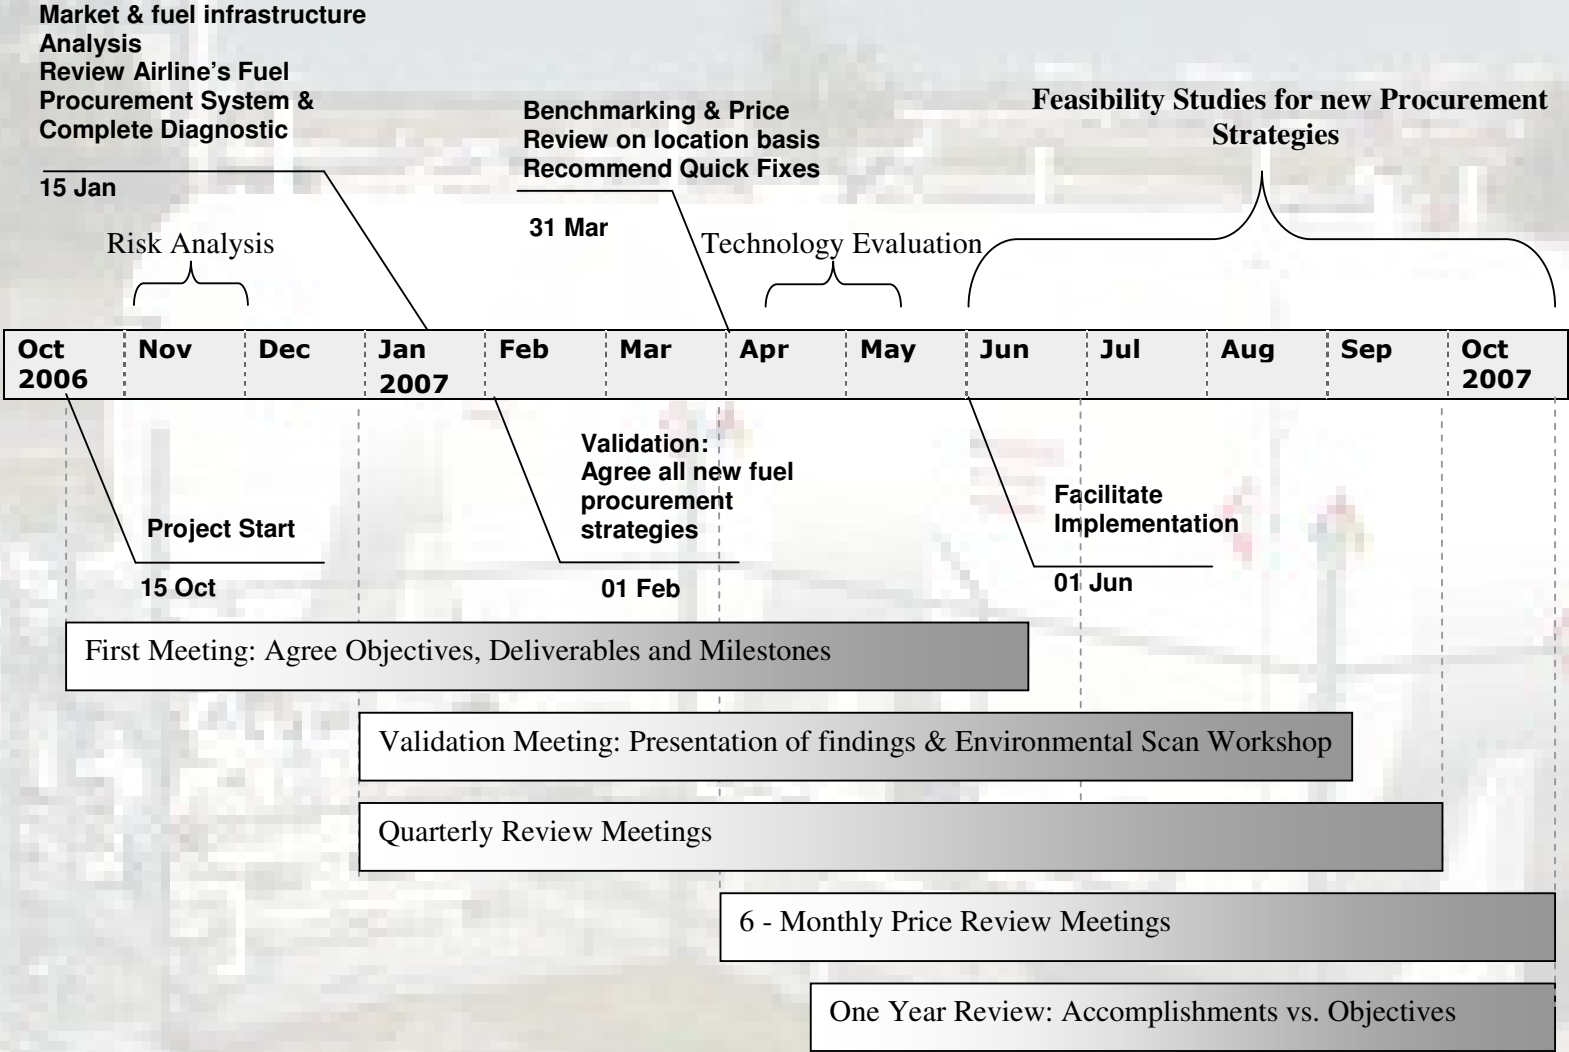 Market & fuel infrastructure
Analysis
Review Airline's Fuel
Procurement System &
Complete Diagnostic
15 Jan
Benchmarking & Price
Review on location basis
Recommend Quick Fixes
31 Mar
Feasibility Studies for new Procurement
Strategies
Risk Analysis
Technology Evaluation
Oct
2006
Nov
Dec
Jan
2007
Feb
Mar
Apr
May
Jun
Jul
Aug
Sep
Oct
2007
Project Start
15 Oct
Validation:
Agree all new fuel
procurement
strategies
01 Feb
Facilitate
Implementation
01 Jun
First Meeting: Agree Objectives, Deliverables and Milestones
Validation Meeting: Presentation of findings & Environmental Scan Workshop
Quarterly Review Meetings
6 - Monthly Price Review Meetings
One Year Review: Accomplishments vs. Objectives